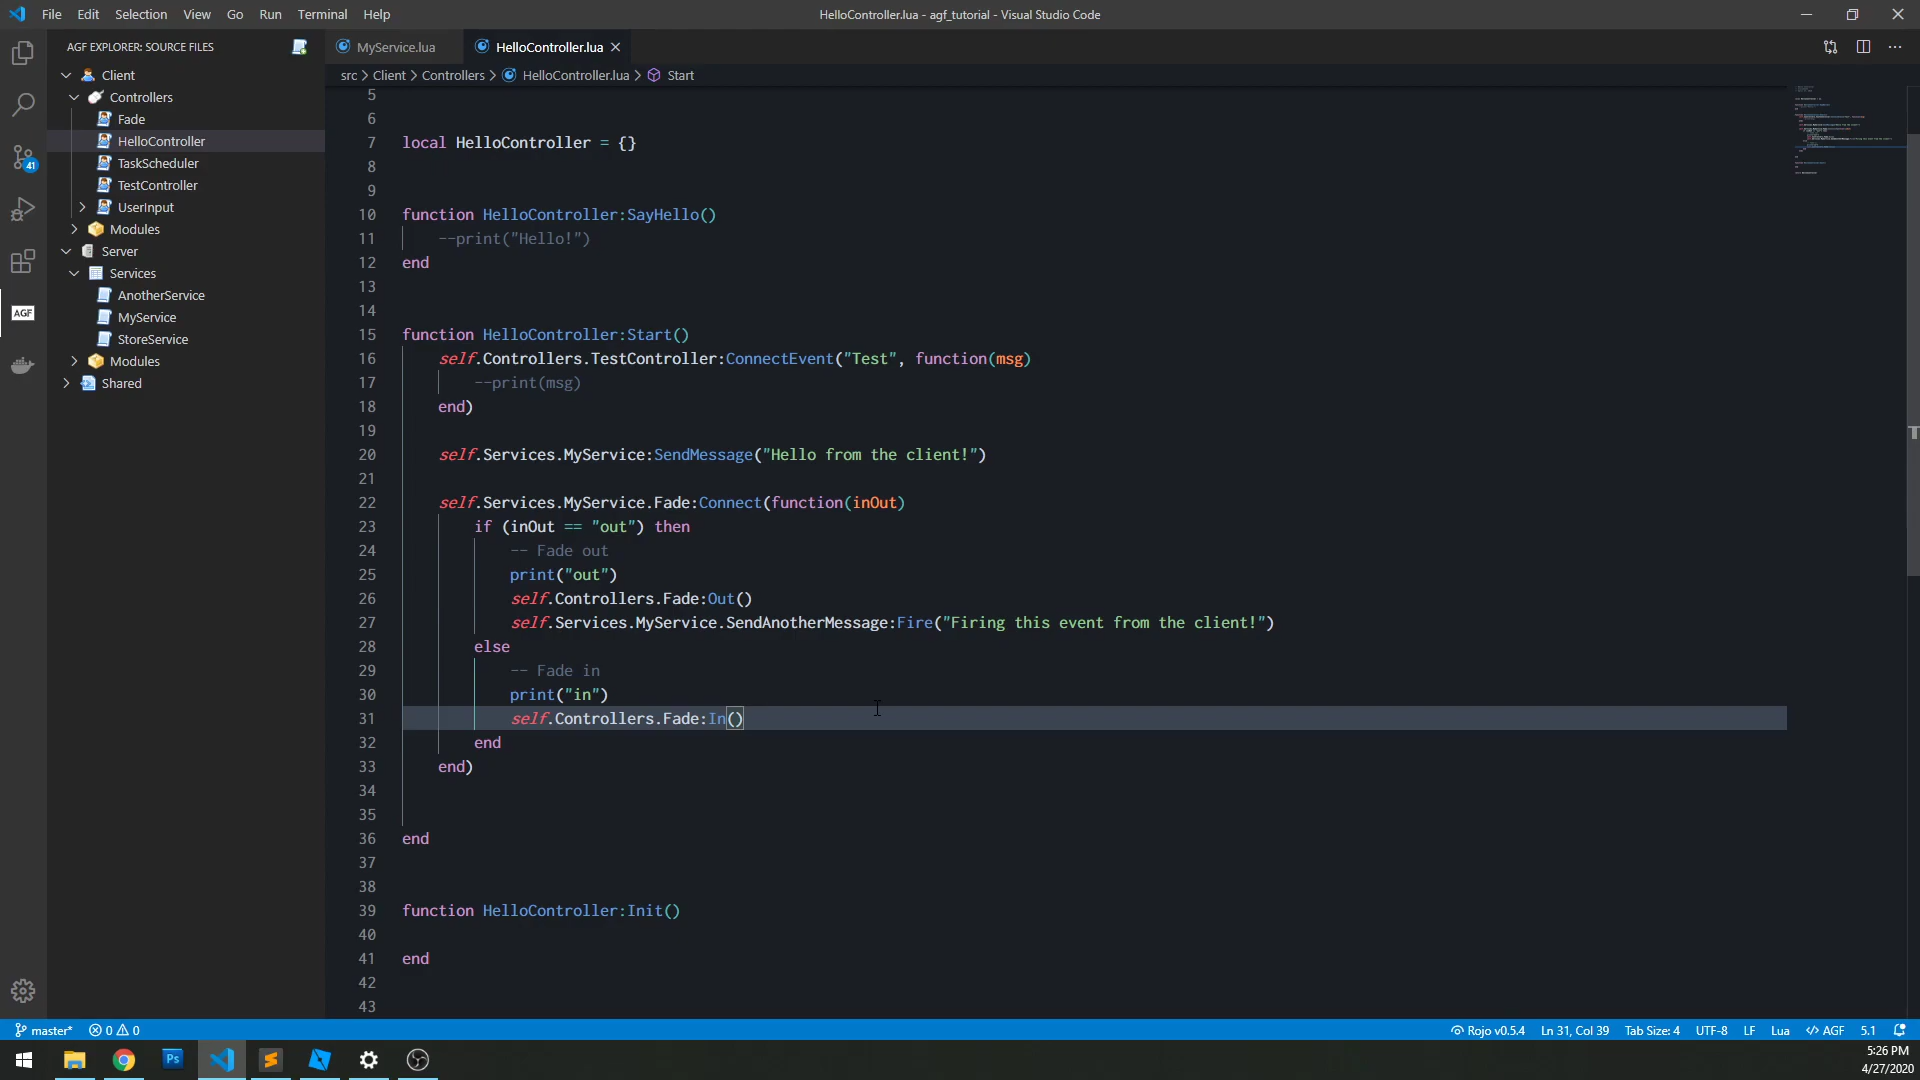 File Edit Selection View Go Run Terminal Help
HelloController.lua - agf_tutorial - Visual Studio Code
AGF EXPLORER: SOURCE FILES
Client
Controllers
Fade
HelloController
TaskScheduler
TestController
UserInput
Modules
Server
Services
AnotherService
MyService
StoreService
Modules
Shared
41
AGF
MyService.lua
HelloController.lua
src > Client > Controllers > HelloController.lua > Start
5
6
7 local HelloController = {}
8
9
10 function HelloController:SayHello()
11 --print("Hello!")
12 end
13
14
15 function HelloController:Start()
16 self.Controllers.TestController:ConnectEvent("Test", function(msg)
17 --print(msg)
18 end)
19
20 self.Services.MyService:SendMessage("Hello from the client!")
21
22 self.Services.MyService.Fade:Connect(function(inOut)
23 if (inOut == "out") then
24 -- Fade out
25 print("out")
26 self.Controllers.Fade:Out()
27 self.Services.MyService.SendAnotherMessage:Fire("Firing this event from the client!")
28 else
29 -- Fade in
30 print("in")
31 self.Controllers.Fade:In()
32 end
33 end)
34
35
36 end
37
38
39 function HelloController:Init()
40
41 end
42
43
master* 0 0
Rojo v0.5.4 Ln 31, Col 39 Tab Size: 4 UTF-8 LF Lua </> AGF 5.1
Ps
5:26 PM
4/27/2020